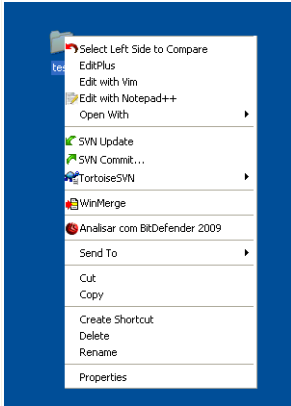 tes
Select Left Side to Compare
EditPlus
Edit with Vim
Edit with Notepad++
Open With
SVN Update
SVN Commit...
TortoiseSVN
WinMerge
Analisar com BitDefender 2009
Send To
Cut
Copy
Create Shortcut
Delete
Rename
Properties